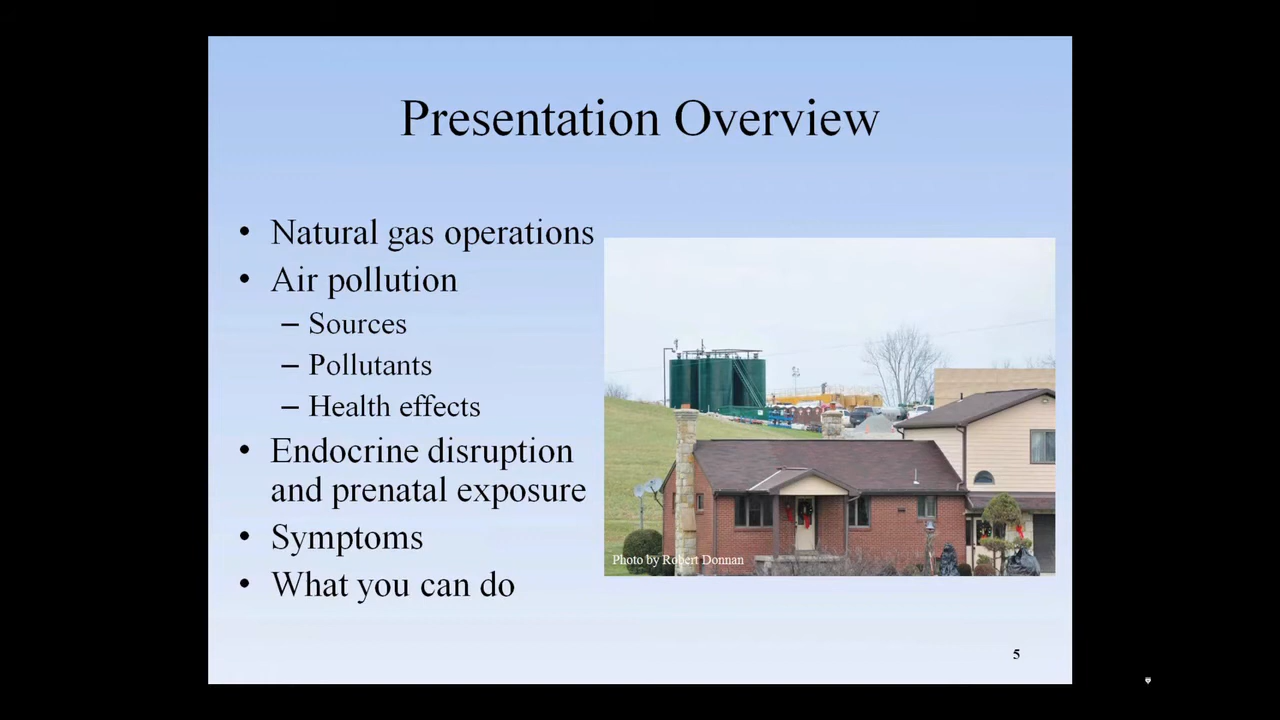 Presentation Overview
• Natural gas operations
• Air pollution
– Sources
– Pollutants
– Health effects
• Endocrine disruption
and prenatal exposure
• Symptoms
• What you can do
Photo by Robert Donnan
5